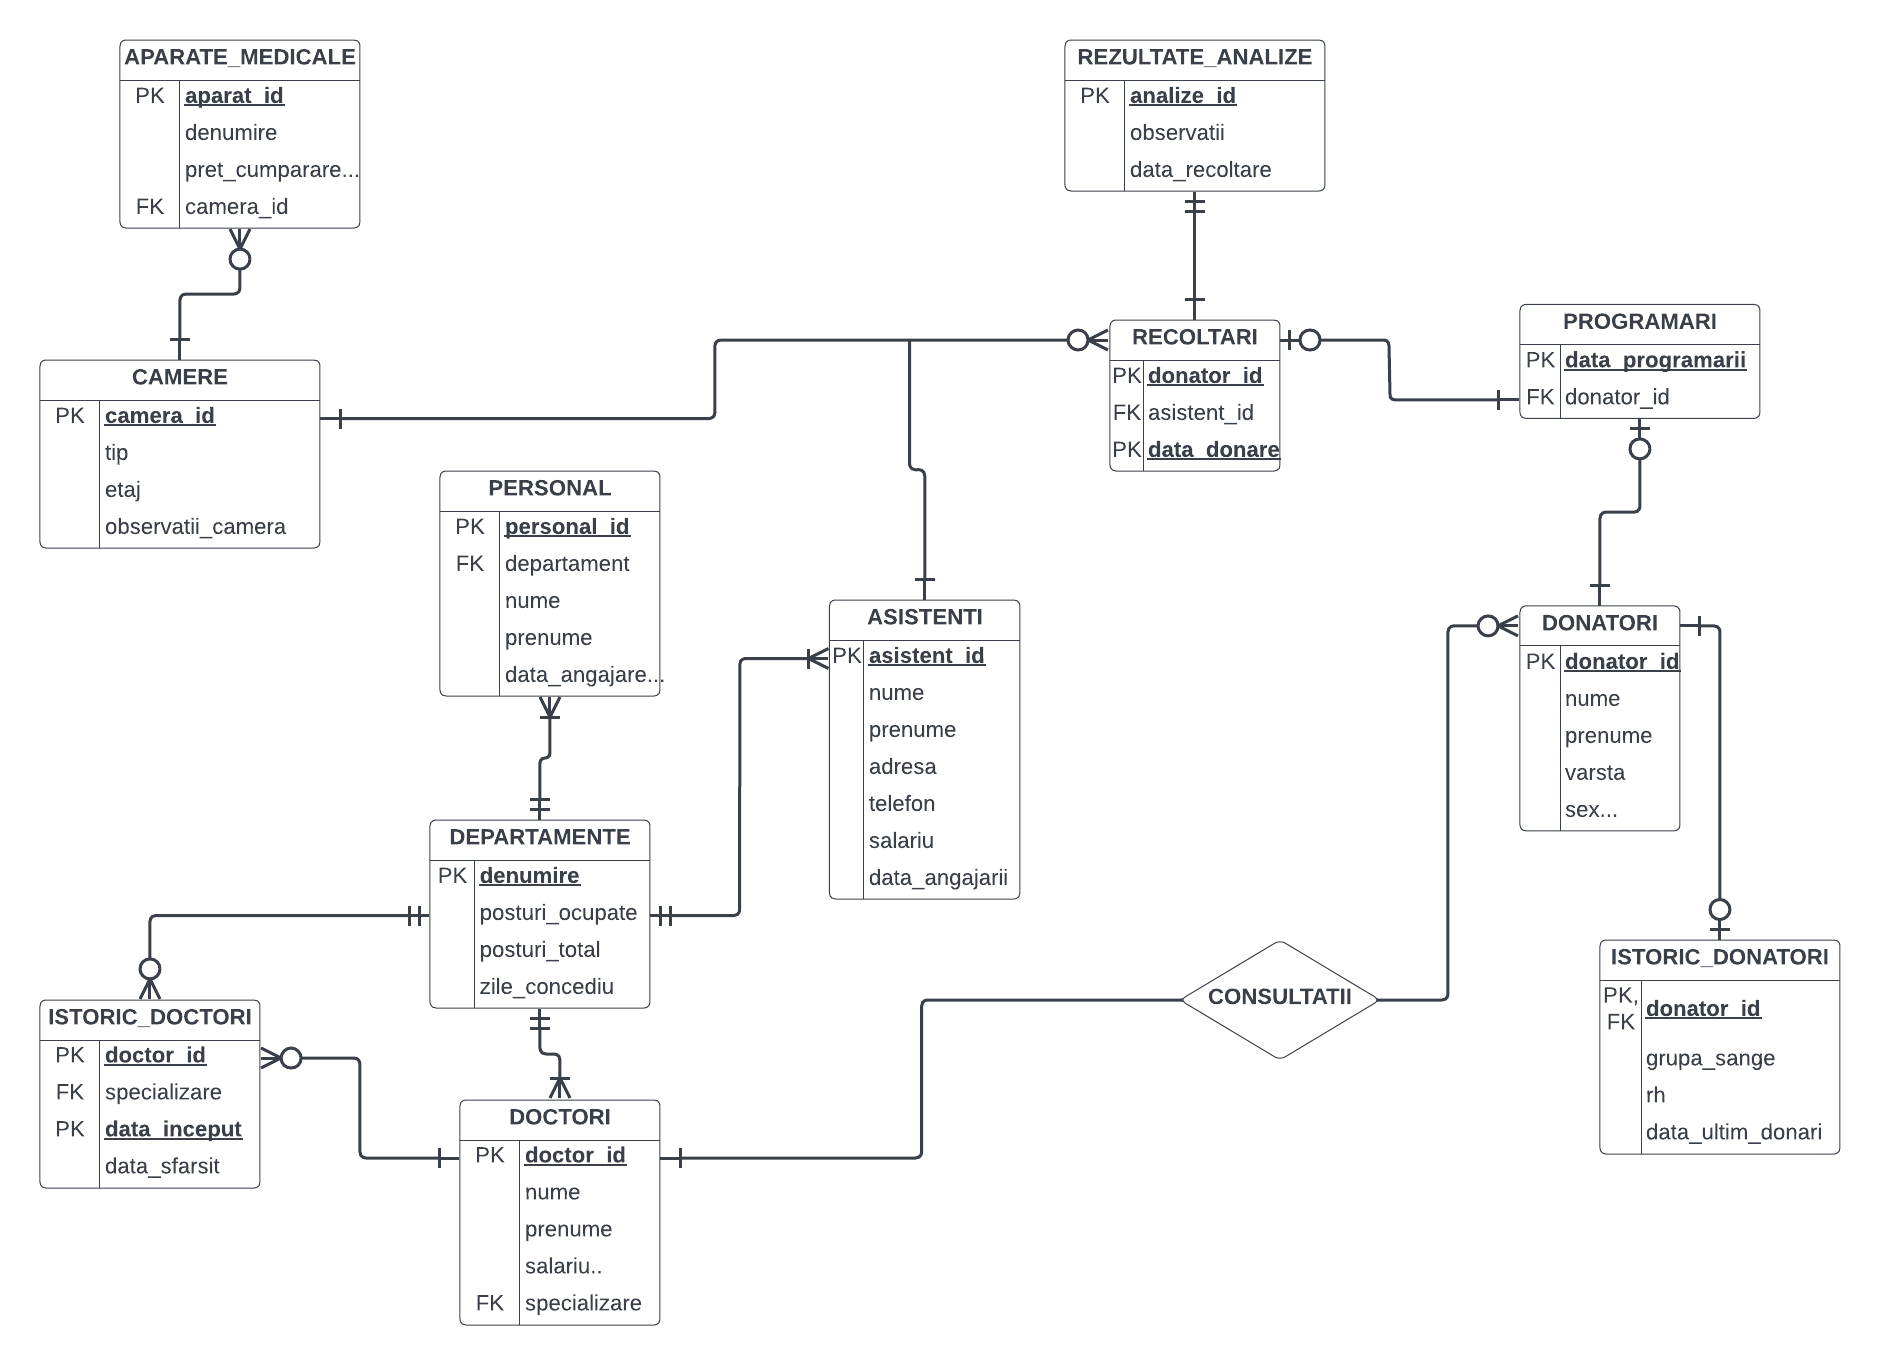 APARATE_MEDICALE
PK aparat_id
denumire
pret_cumparare...
FK camera_id
REZULTATE_ANALIZE
PK analize_id
observatii
data_recoltare
CAMERE
PK camera_id
tip
etaj
observatii_camera
RECOLTARI
PK donator_id
FK asistent_id
PK data_donare
PROGRAMARI
PK data_programarii
FK donator_id
PERSONAL
PK personal_id
FK departament
nume
prenume
data_angajare...
ASISTENTI
PK asistent_id
nume
prenume
adresa
telefon
salariu
data_angajarii
DONATORI
PK donator_id
nume
prenume
varsta
sex...
DEPARTAMENTE
PK denumire
posturi_ocupate
posturi_total
zile_concediu
ISTORIC_DOCTORI
PK doctor_id
FK specializare
PK data_inceput
data_sfarsit
CONSULTATII
ISTORIC_DONATORI
PK, FK donator_id
grupa_sange
rh
data_ultim_donari
DOCTORI
PK doctor_id
nume
prenume
salariu..
FK specializare